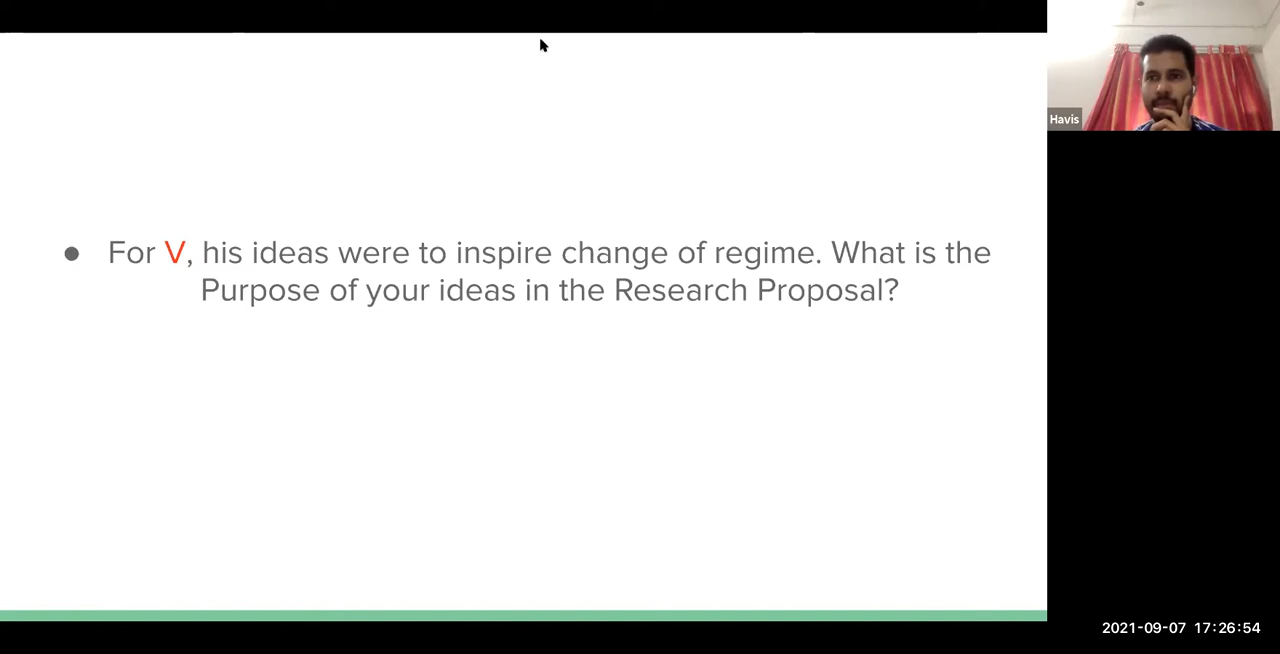 • For V, his ideas were to inspire change of regime. What is the
Purpose of your ideas in the Research Proposal?
Havis
2021-09-07 17:26:54